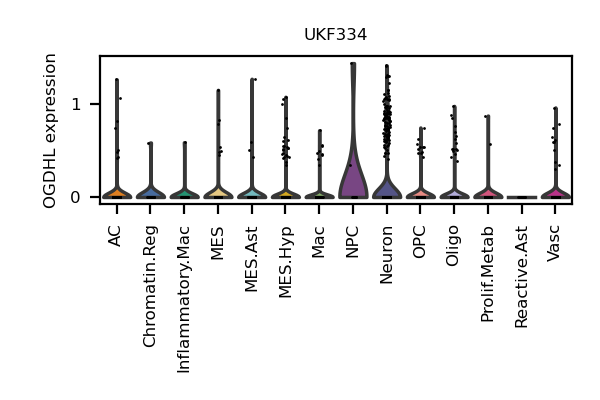 UKF334
OGDHL expression
1
0
AC
Chromatin.Reg
Inflammatory.Mac
MES
MES.Ast
MES.Hyp
Mac
NPC
Neuron
OPC
Oligo
Prolif.Metab
Reactive.Ast
Vasc